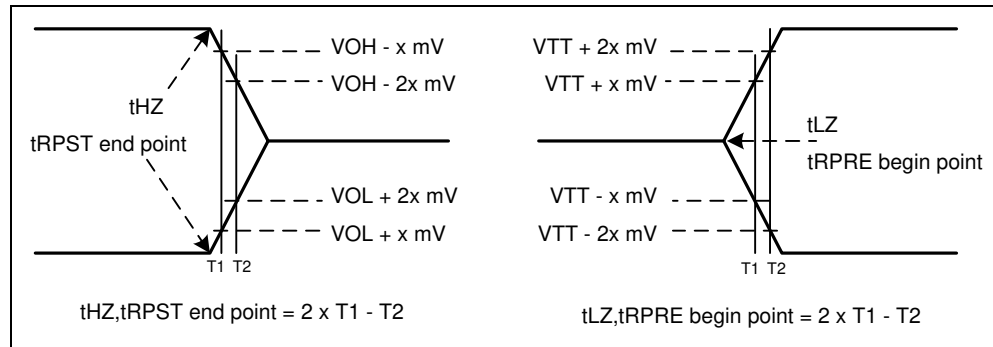 VOH - x mV
VOH - 2x mV
tHZ
tRPST end point
VOL + 2x mV
VOL + x mV
T1 T2
tHZ,tRPST end point = 2 x T1 - T2
VTT + 2x mV
VTT + x mV
tLZ
tRPRE begin point
VTT - x mV
VTT - 2x mV
T1 T2
tLZ,tRPRE begin point = 2 x T1 - T2